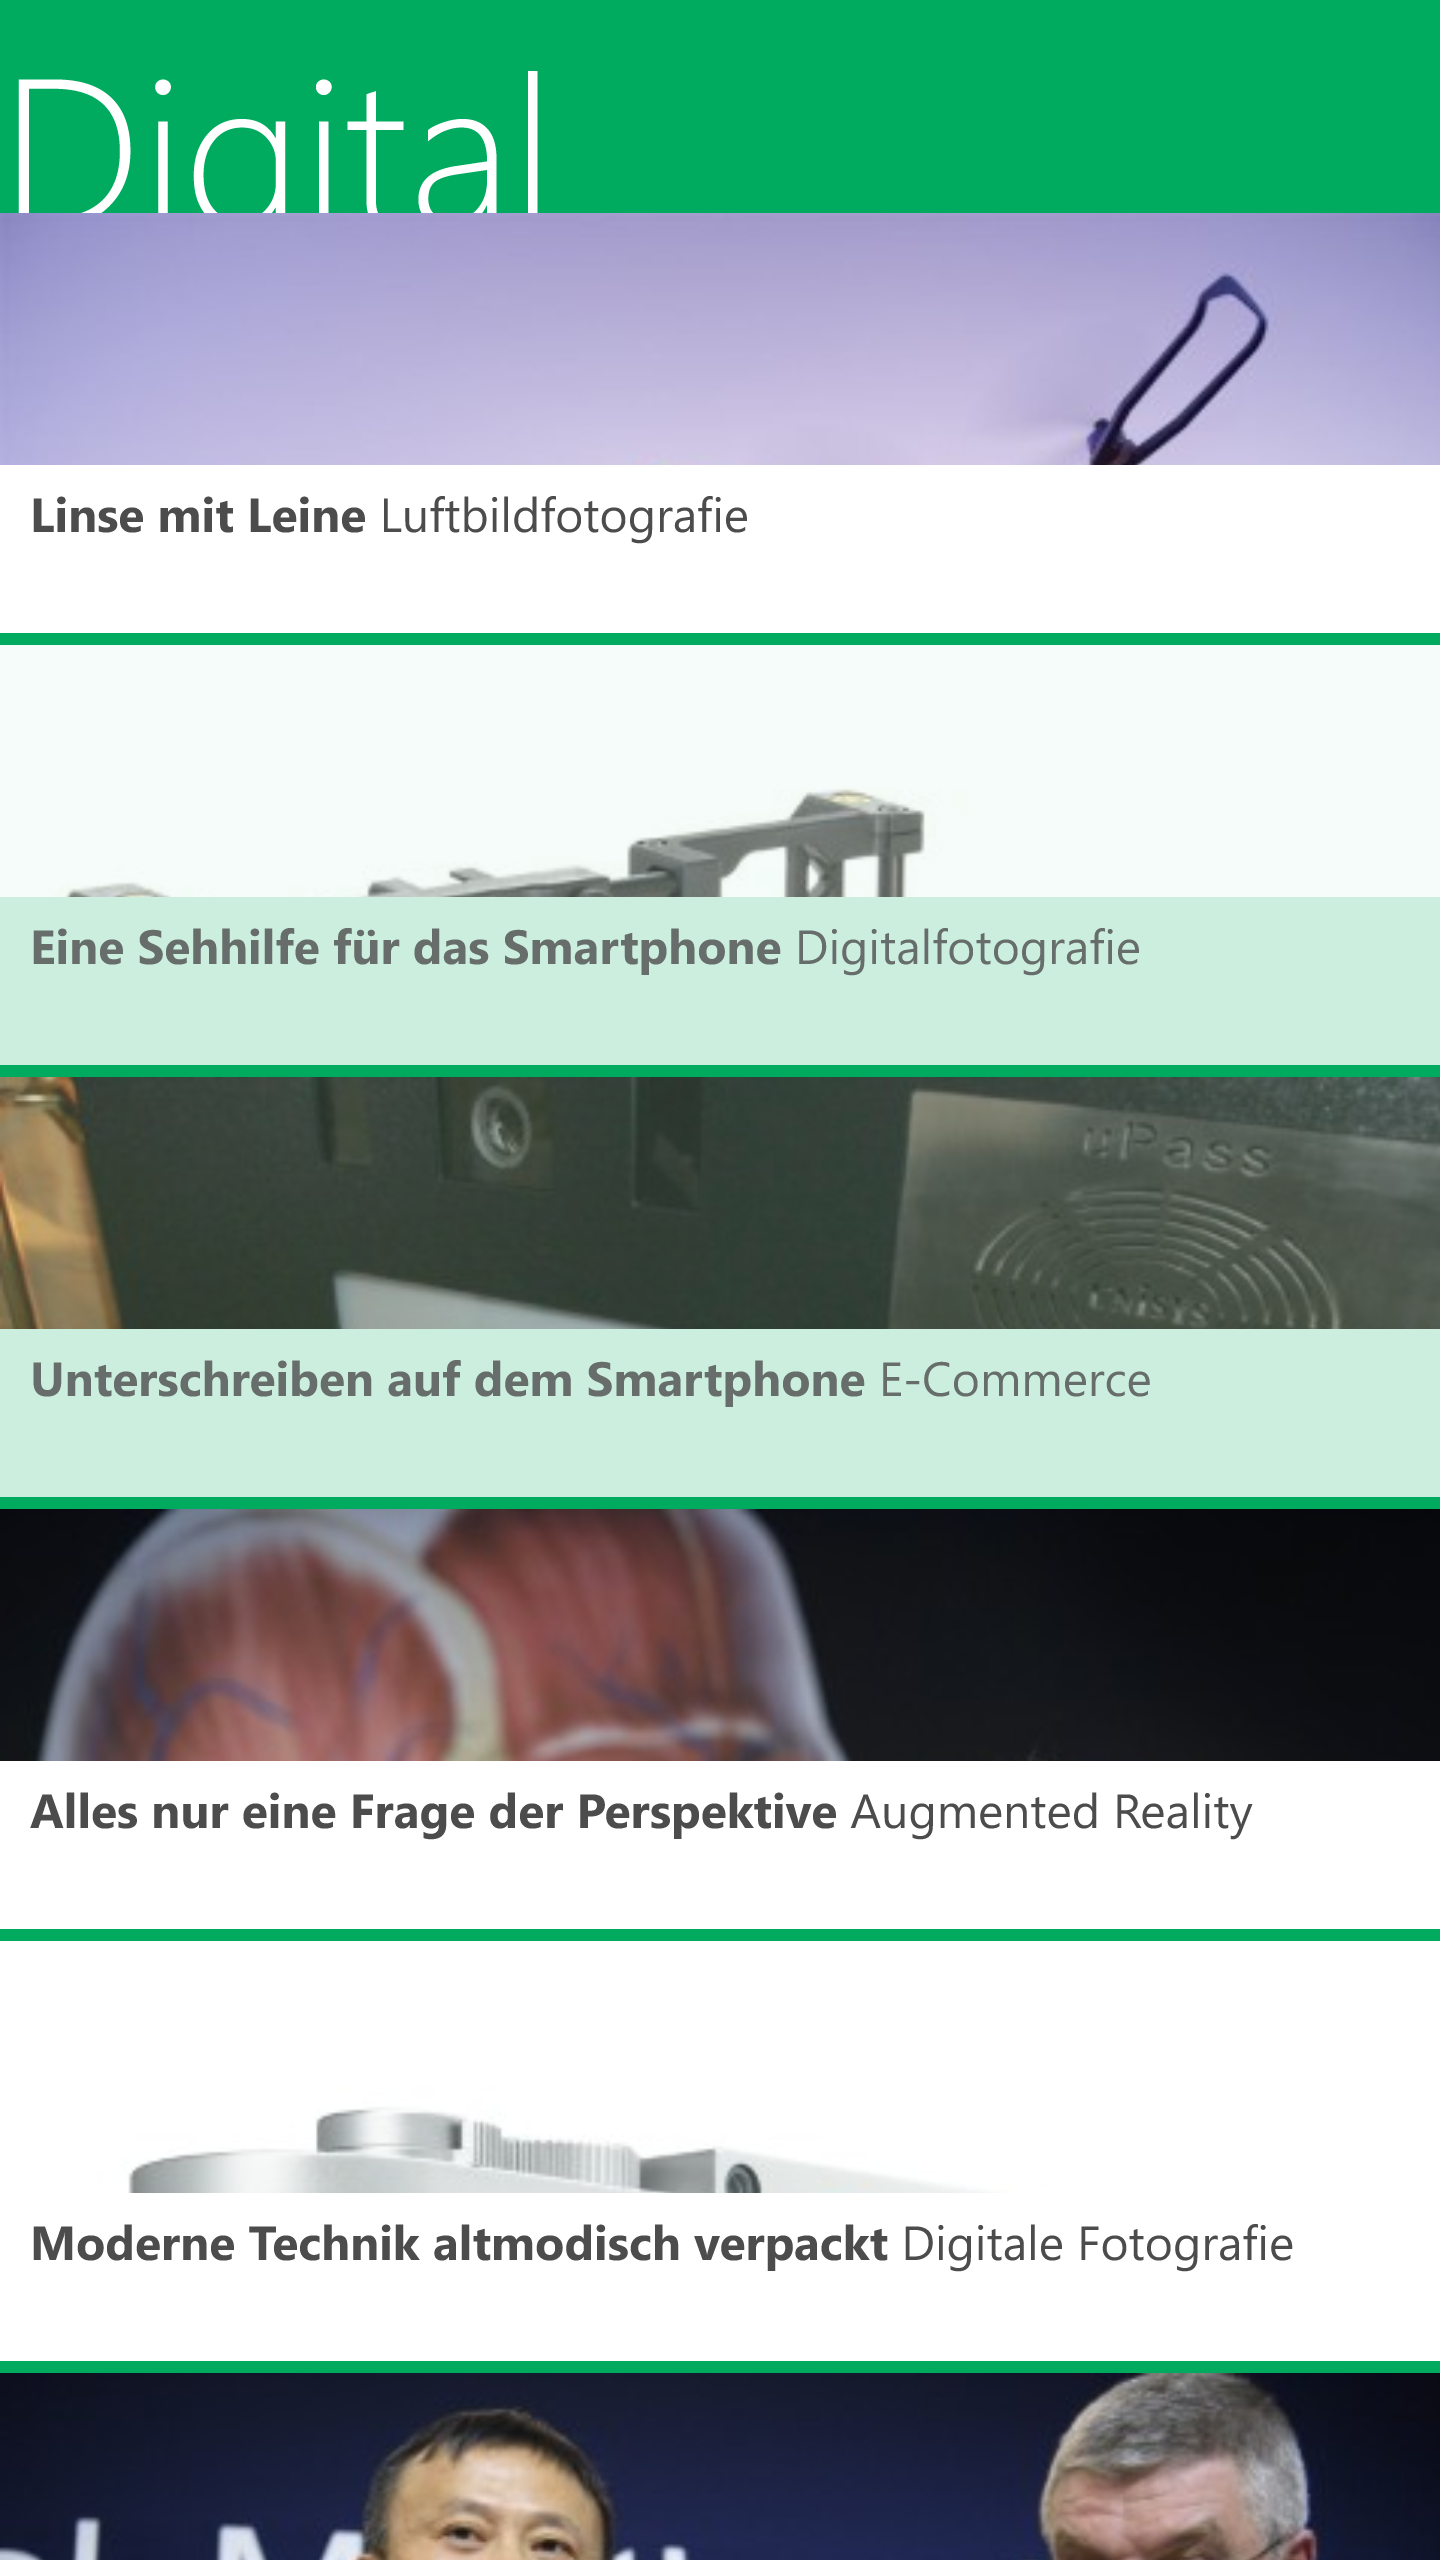 Digital
Linse mit Leine Luftbildfotografie
Eine Sehhilfe für das Smartphone Digitalfotografie
uPass
Unterschreiben auf dem Smartphone E-Commerce
Alles nur eine Frage der Perspektive Augmented Reality
Moderne Technik altmodisch verpackt Digitale Fotografie